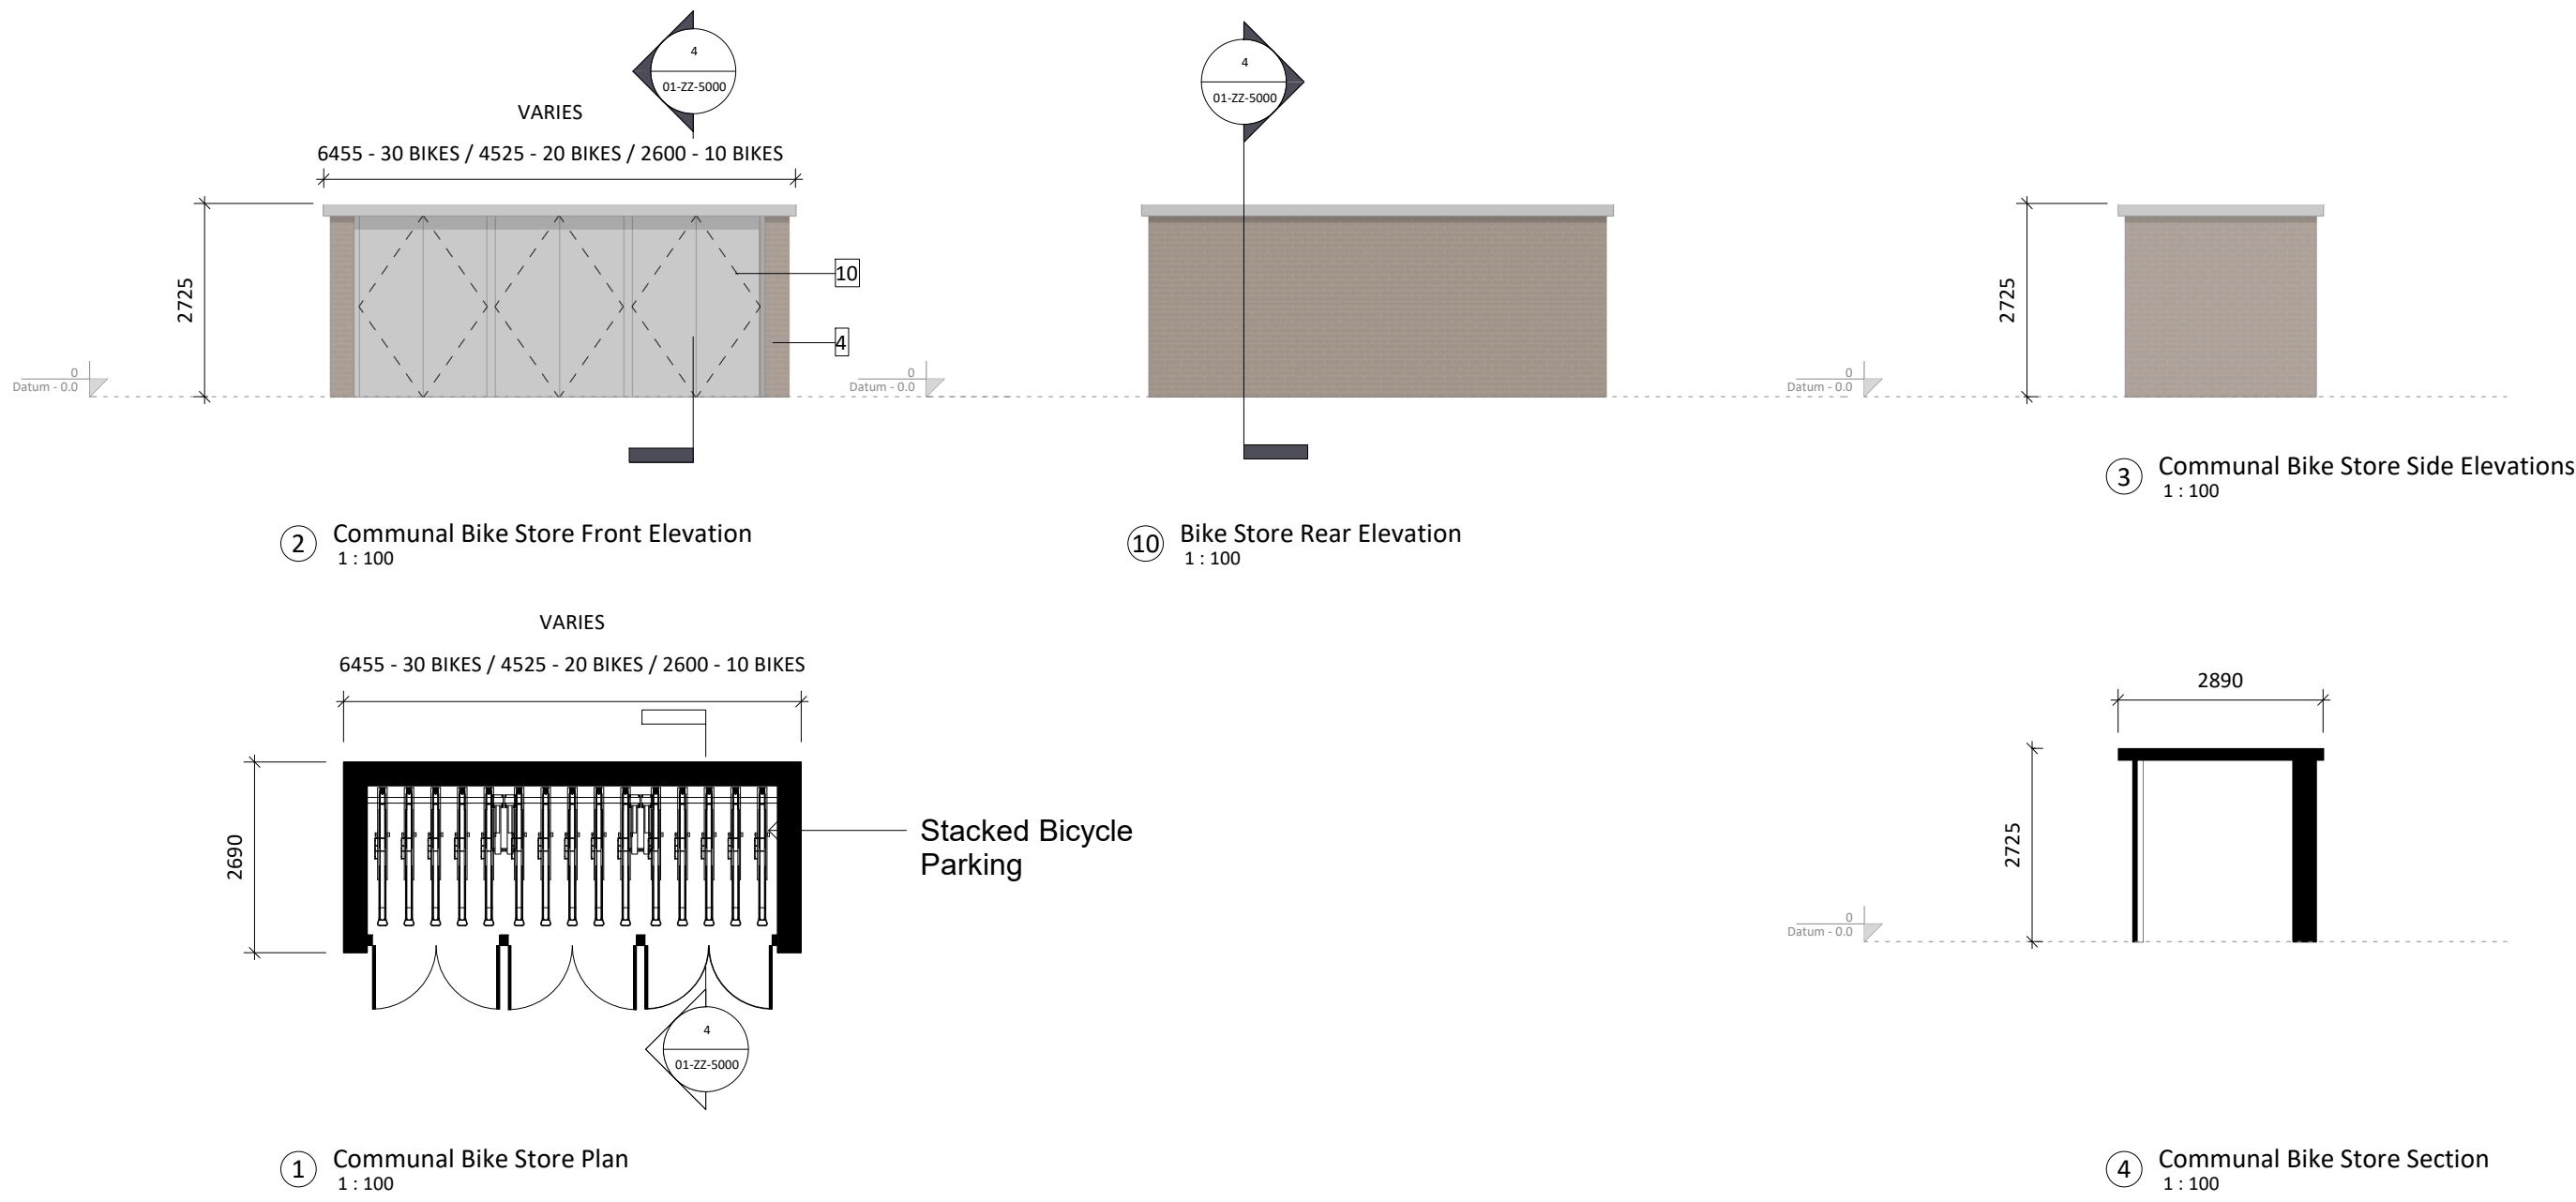 4
01-ZZ-5000
VARIES
6455 - 30 BIKES / 4525 - 20 BIKES / 2600 - 10 BIKES
2725
10
4
0
Datum - 0.0
2 Communal Bike Store Front Elevation
1 : 100
4
01-ZZ-5000
0
Datum - 0.0
10 Bike Store Rear Elevation
1 : 100
2725
0
Datum - 0.0
3 Communal Bike Store Side Elevations
1 : 100
VARIES
6455 - 30 BIKES / 4525 - 20 BIKES / 2600 - 10 BIKES
2690
Stacked Bicycle
Parking
4
01-ZZ-5000
1 Communal Bike Store Plan
1 : 100
2890
2725
0
Datum - 0.0
4 Communal Bike Store Section
1 : 100